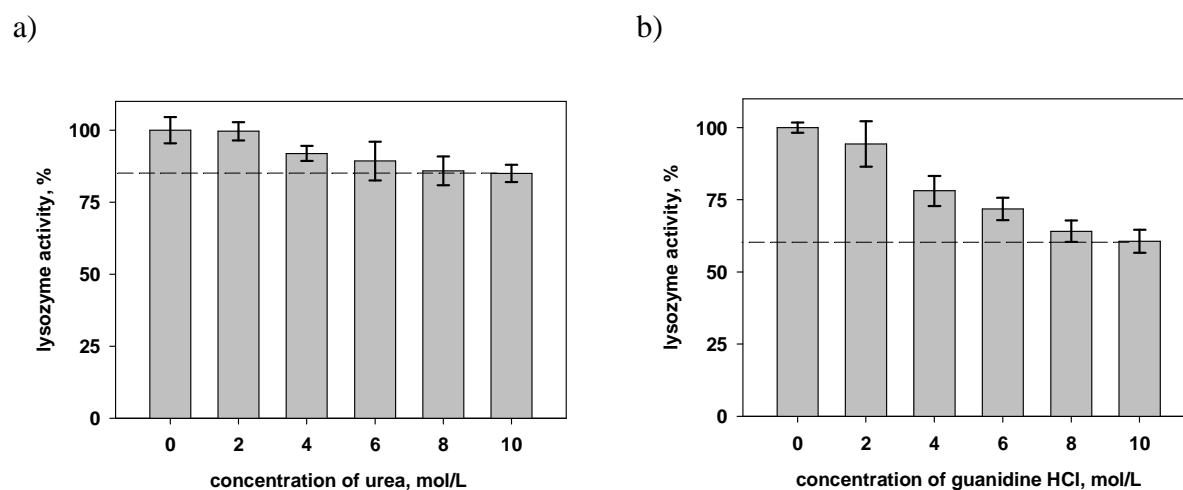 a)
b)
lysozyme activity, %
100
75
50
25
0
0 2 4 6 8 10
concentration of urea, mol/L
lysozyme activity, %
100
75
50
25
0
0 2 4 6 8 10
concentration of guanidine HCl, mol/L